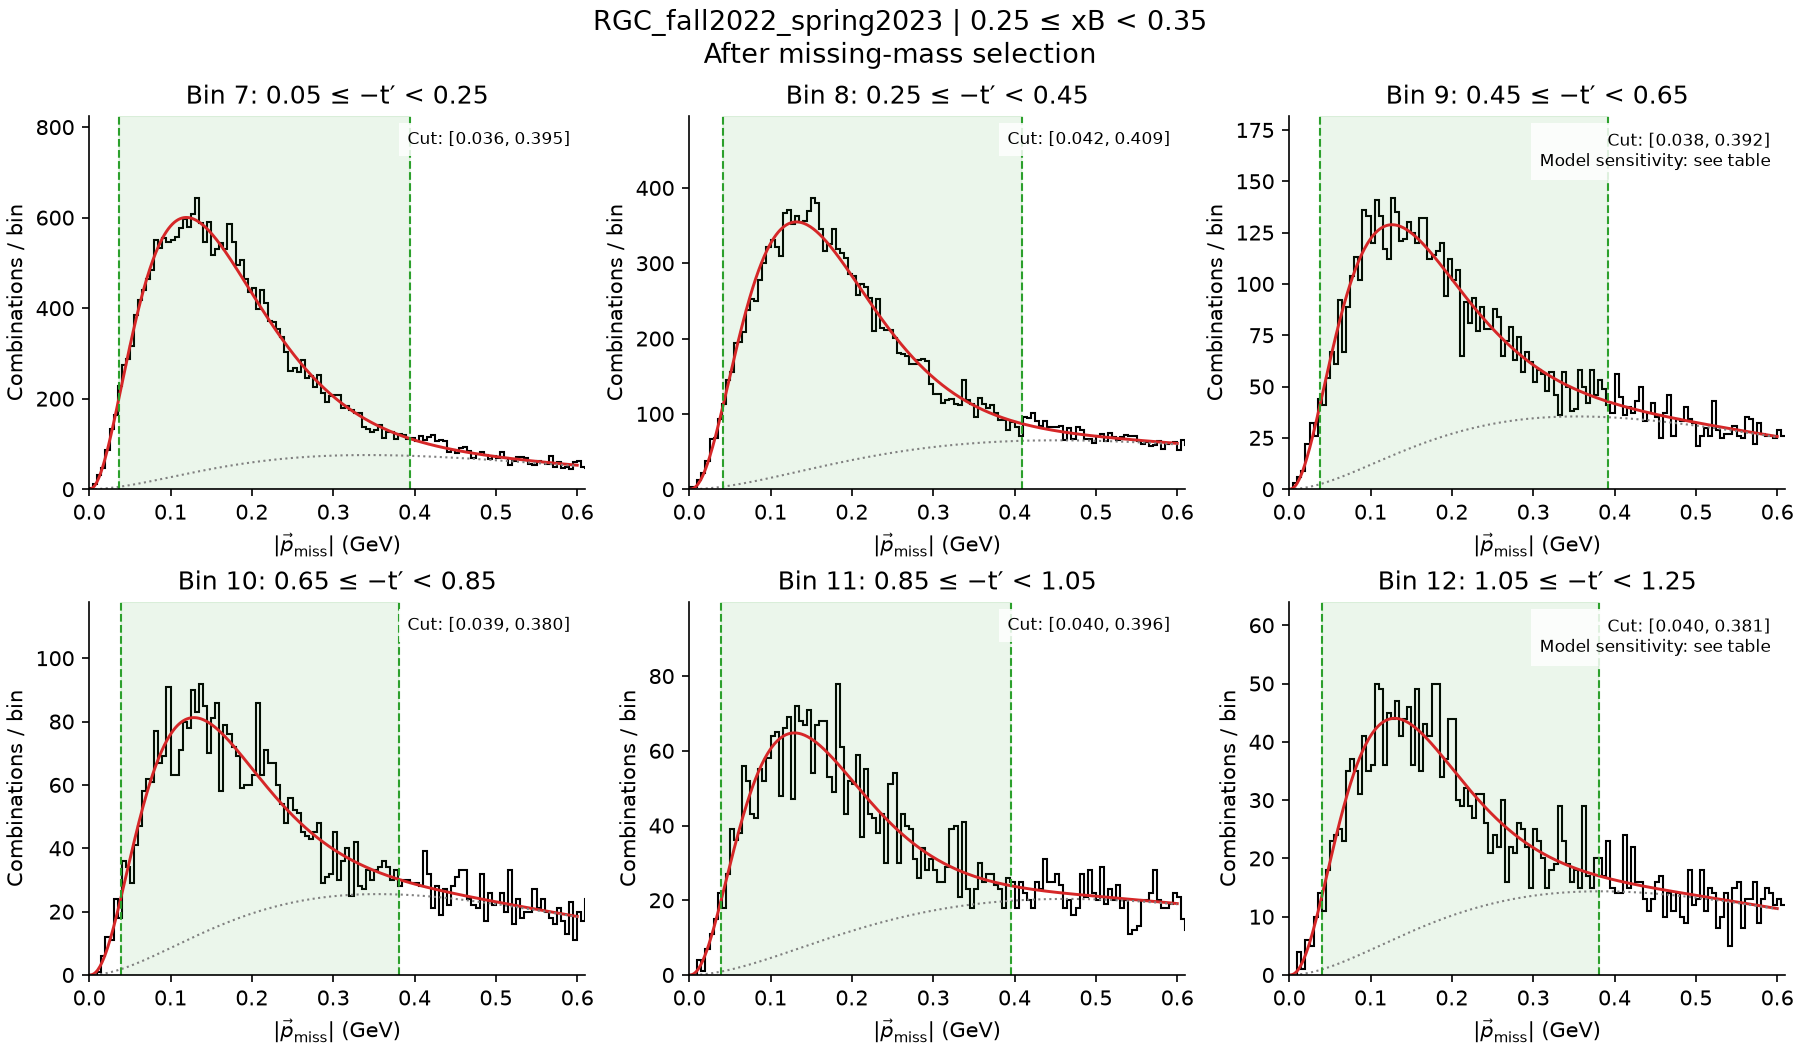 RGC_fall2022_spring2023 | 0.25 ≤ xB < 0.35
After missing-mass selection
Bin 7: 0.05 ≤ −t′ < 0.25
Cut: [0.036, 0.395]
Combinations / bin
800
600
400
200
0
0.0 0.1 0.2 0.3 0.4 0.5 0.6
|p⃗miss| (GeV)
Bin 8: 0.25 ≤ −t′ < 0.45
Cut: [0.042, 0.409]
Combinations / bin
400
300
200
100
0
0.0 0.1 0.2 0.3 0.4 0.5 0.6
|p⃗miss| (GeV)
Bin 9: 0.45 ≤ −t′ < 0.65
Cut: [0.038, 0.392]
Model sensitivity: see table
Combinations / bin
175
150
125
100
75
50
25
0
0.0 0.1 0.2 0.3 0.4 0.5 0.6
|p⃗miss| (GeV)
Bin 10: 0.65 ≤ −t′ < 0.85
Cut: [0.039, 0.380]
Combinations / bin
100
80
60
40
20
0
0.0 0.1 0.2 0.3 0.4 0.5 0.6
|p⃗miss| (GeV)
Bin 11: 0.85 ≤ −t′ < 1.05
Cut: [0.040, 0.396]
Combinations / bin
80
60
40
20
0
0.0 0.1 0.2 0.3 0.4 0.5 0.6
|p⃗miss| (GeV)
Bin 12: 1.05 ≤ −t′ < 1.25
Cut: [0.040, 0.381]
Model sensitivity: see table
Combinations / bin
60
50
40
30
20
10
0
0.0 0.1 0.2 0.3 0.4 0.5 0.6
|p⃗miss| (GeV)